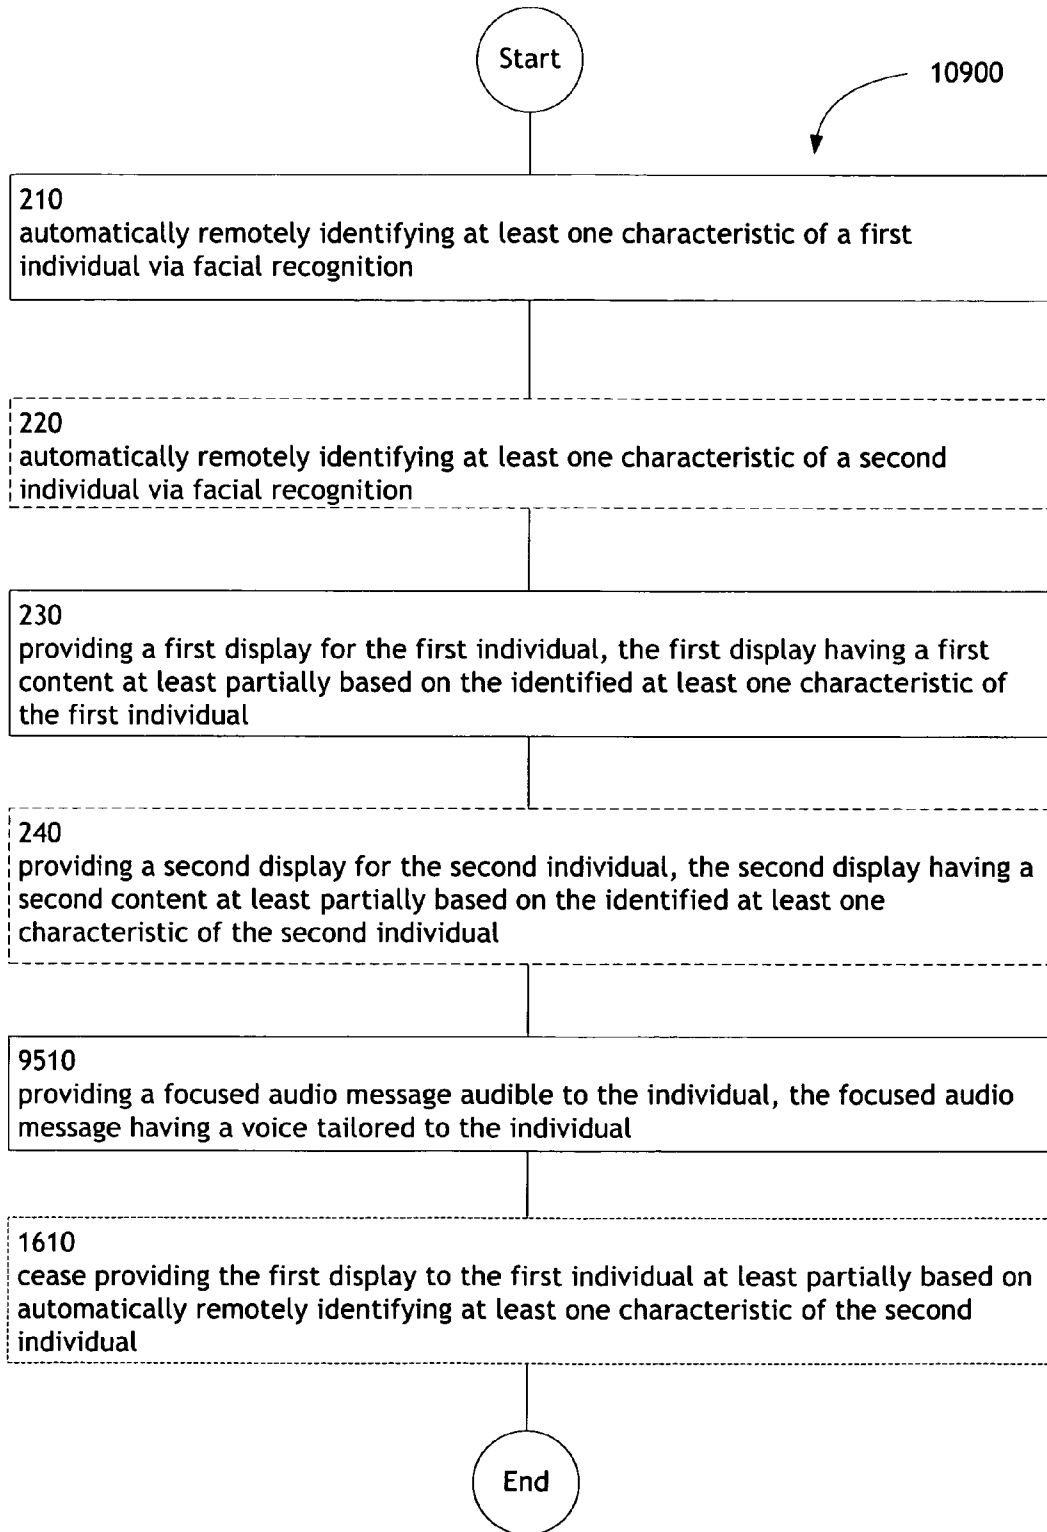 Start
10900
210
automatically remotely identifying at least one characteristic of a first
individual via facial recognition
220
automatically remotely identifying at least one characteristic of a second
individual via facial recognition
230
providing a first display for the first individual, the first display having a first
content at least partially based on the identified at least one characteristic of
the first individual
240
providing a second display for the second individual, the second display having a
second content at least partially based on the identified at least one
characteristic of the second individual
9510
providing a focused audio message audible to the individual, the focused audio
message having a voice tailored to the individual
1610
cease providing the first display to the first individual at least partially based on
automatically remotely identifying at least one characteristic of the second
individual
End